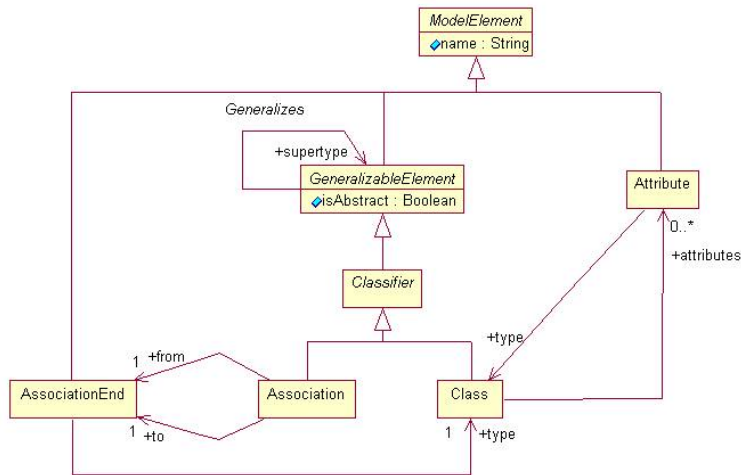 ModelElement
name : String
Generalizes
+supertype
GeneralizableElement
isAbstract : Boolean
Attribute
0..*
+attributes
Classifier
+type
1 +from
AssociationEnd
Association
Class
1 +to
1 +type